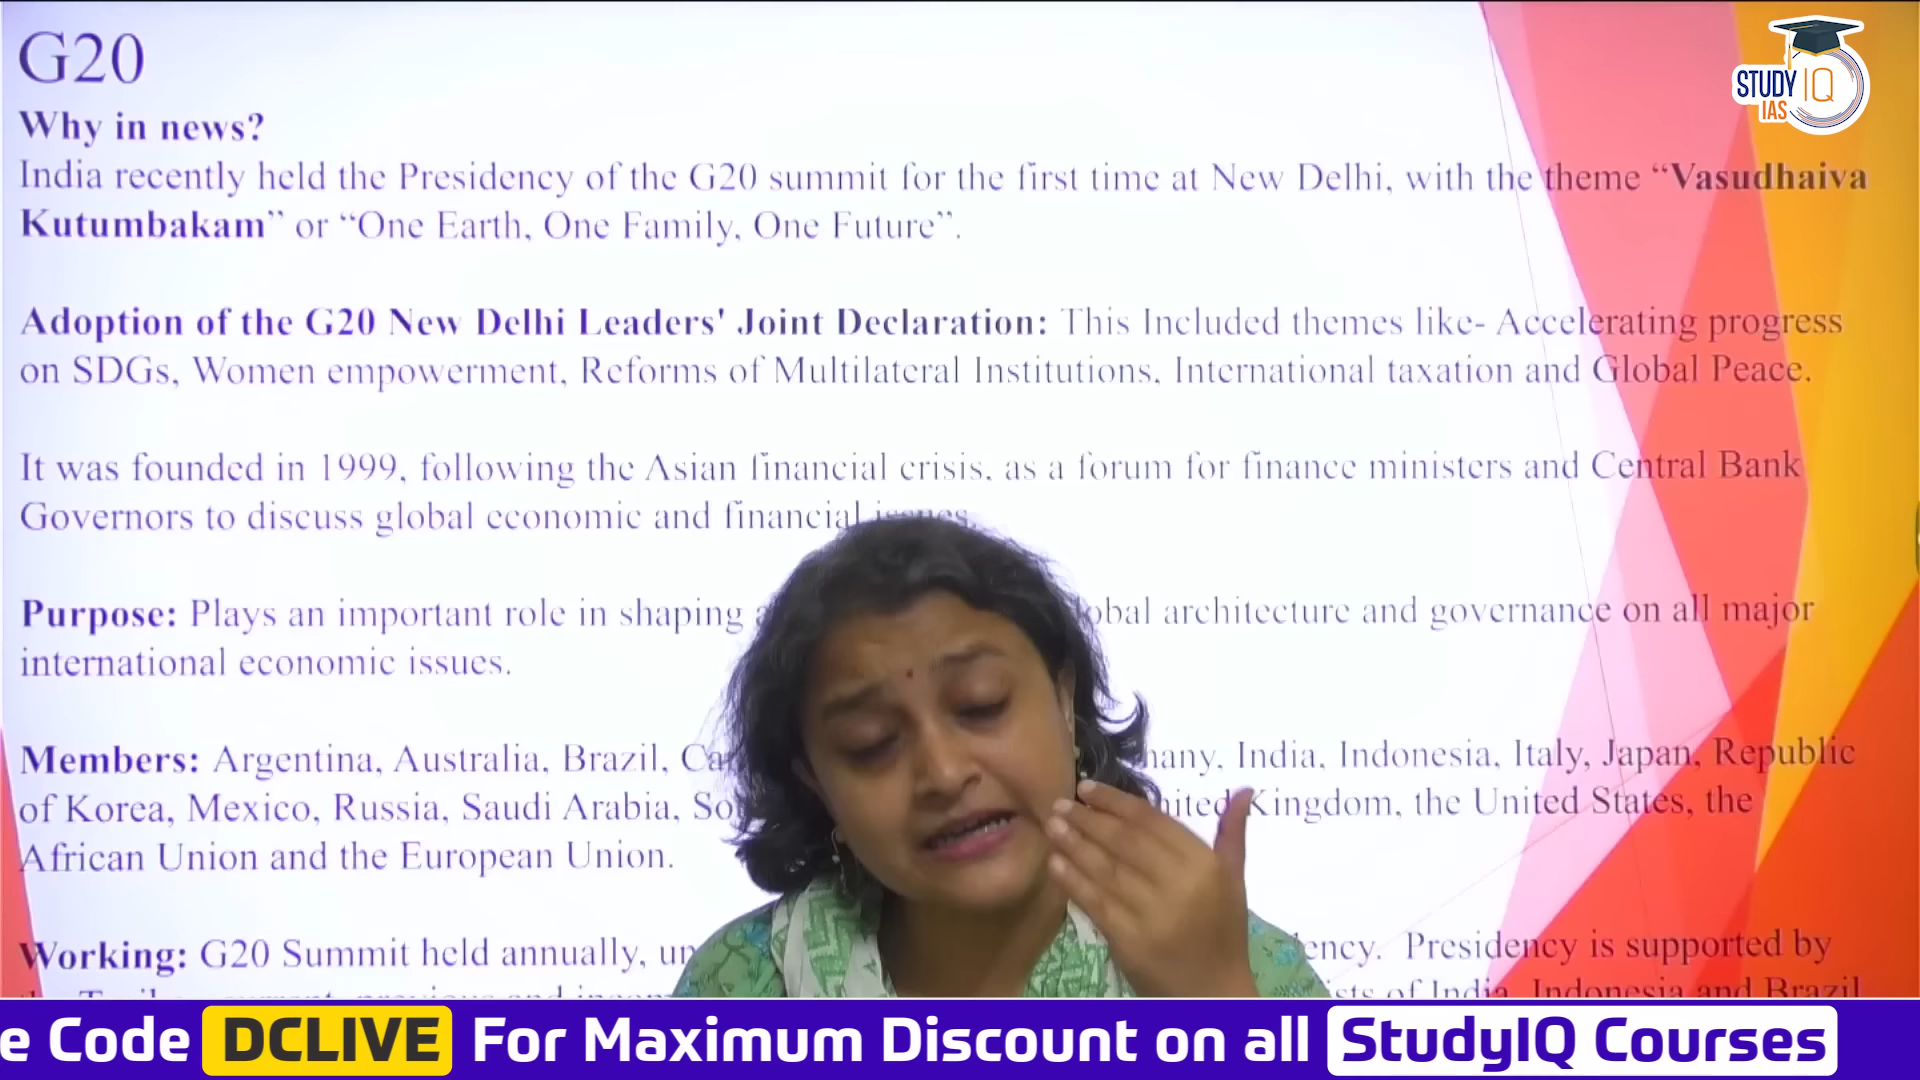 G20
STUDY IQ
IAS
Why in news?
India recently held the Presidency of the G20 summit for the first time at New Delhi, with the theme “Vasudhaiva
Kutumbakam” or “One Earth, One Family, One Future”.
Adoption of the G20 New Delhi Leaders' Joint Declaration: This Included themes like- Accelerating progress
on SDGs, Women empowerment, Reforms of Multilateral Institutions, International taxation and Global Peace.
It was founded in 1999, following the Asian financial crisis, as a forum for finance ministers and Central Bank
Governors to discuss global economic and financial issues.
Purpose: Plays an important role in shaping architecture and governance on all major
international economic issues.
Members: Argentina, Australia, Brazil, India, Indonesia, Italy, Japan, Republic
of Korea, Mexico, Russia, Saudi Arabia, Kingdom, the United States, the
African Union and the European Union.
Working: G20 Summit held annually, Presidency is supported by
of India, Indonesia and Brazil
e Code DCLIVE For Maximum Discount on all StudyIQ Courses